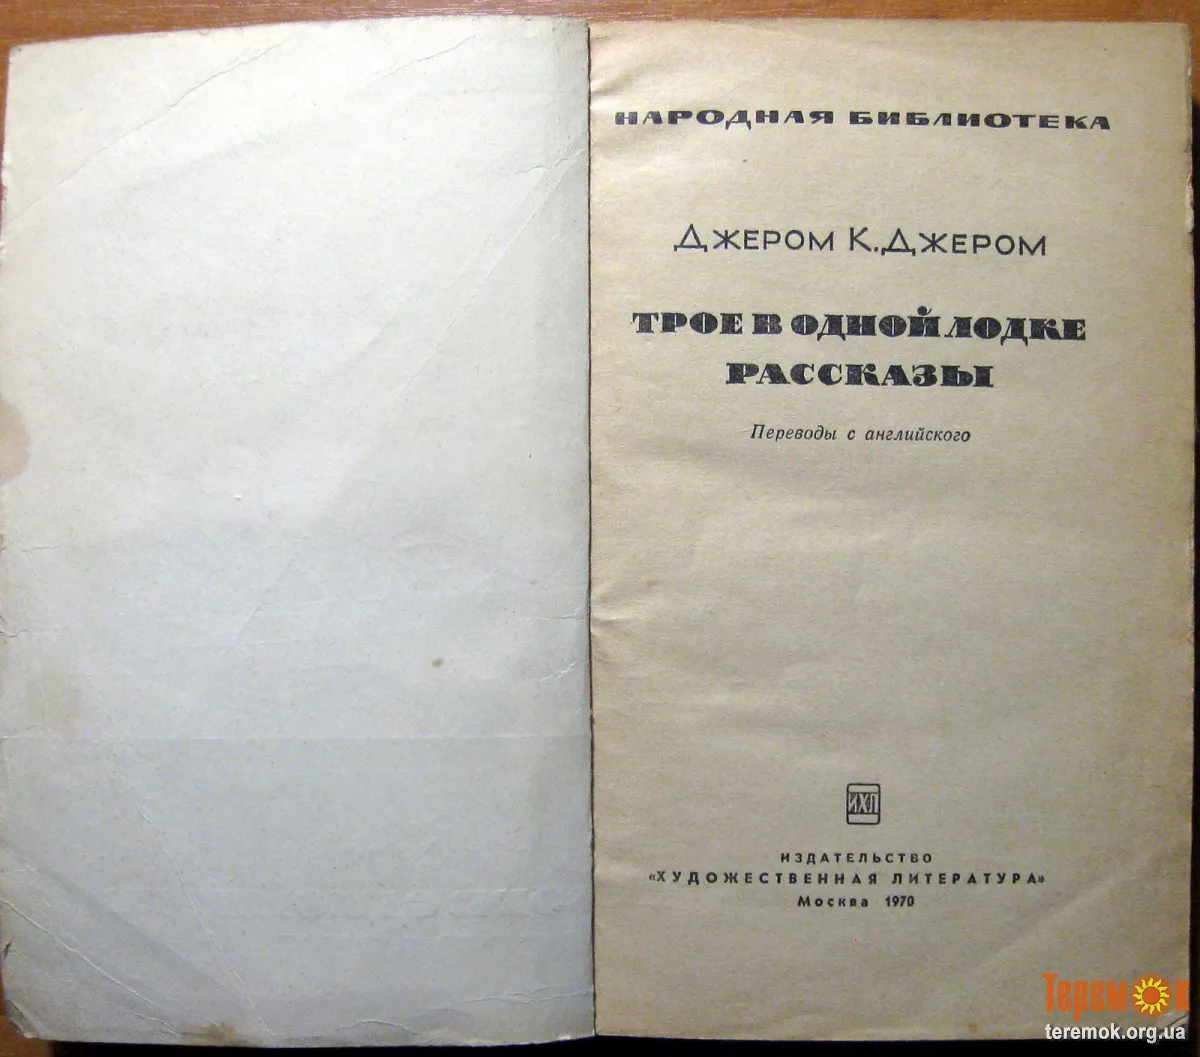 НАРОДНАЯ БИБЛИОТЕКА
ДЖЕРОМ К. ДЖЕРОМ
ТРОЕ В ОДНОЙ ЛОДКЕ
РАССКАЗЫ
Переводы с английского
ИХЛ
ИЗДАТЕЛЬСТВО
«ХУДОЖЕСТВЕННАЯ ЛИТЕРАТУРА»
Москва 1970
Теремок
teremok.org.ua